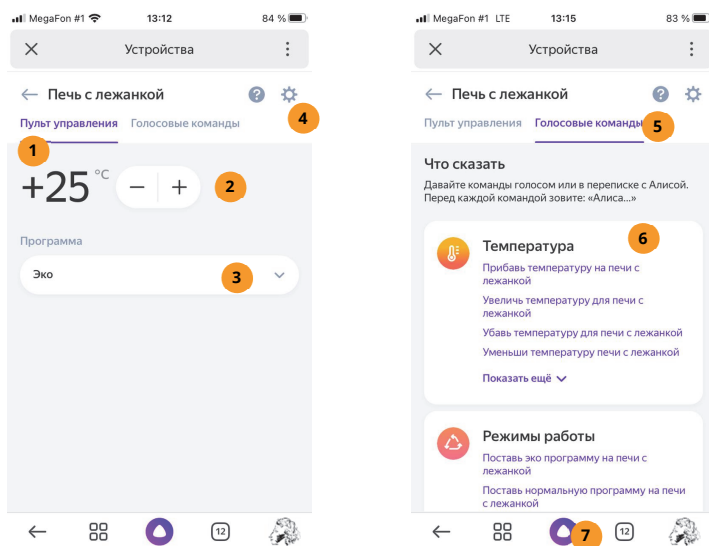 MegaFon #1
13:12
84 %
Устройства
Печь с лежанкой
?
4
Пульт управления Голосовые команды
1
+25 °C
− +
2
Программа
Эко
3
12
MegaFon #1 LTE
13:15
83 %
Устройства
Печь с лежанкой
?
Пульт управления Голосовые команды
5
Что сказать
Давайте команды голосом или в переписке с Алисой.
Перед каждой командой зовите: «Алиса...»
6
Температура
Прибавь температуру на печи с
лежанкой
Увеличь температуру для печи с
лежанкой
Убавь температуру для печи с лежанкой
Уменьши температуру печи с лежанкой
Показать ещё
Режимы работы
Поставь эко программу на печи с
лежанкой
Поставь нормальную программу на печи
с лежанкой
7
12